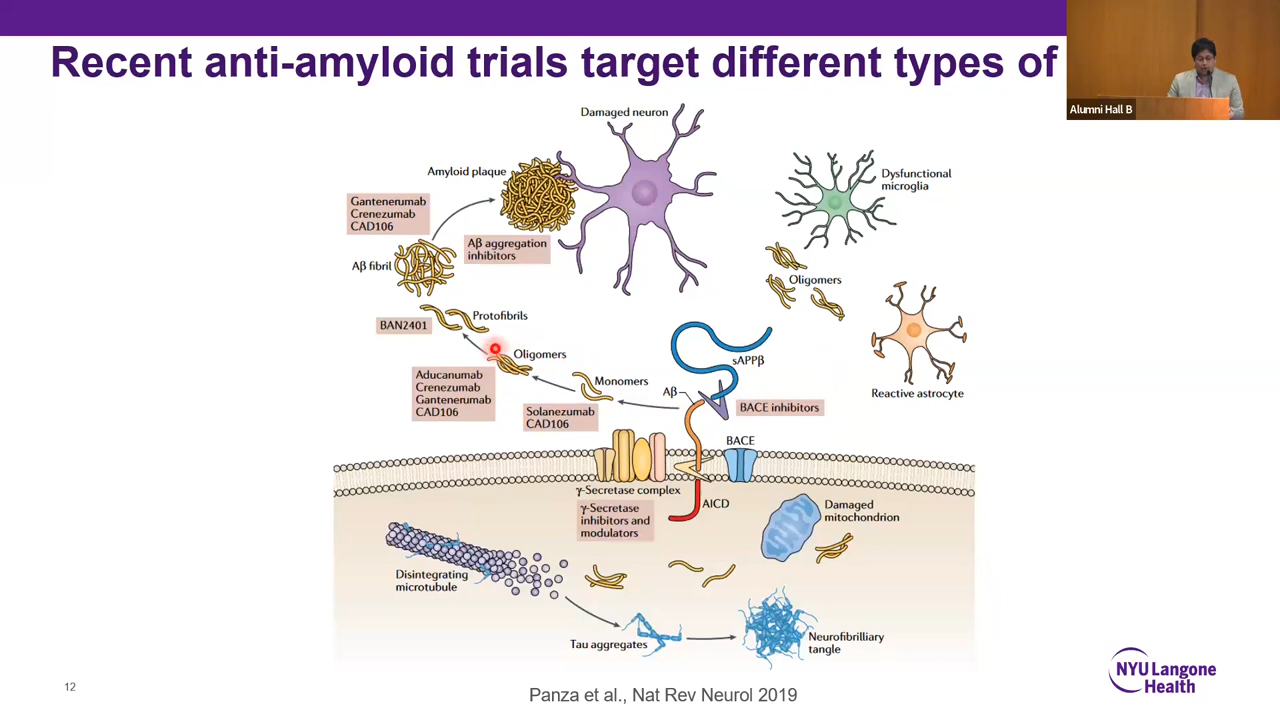 Recent anti-amyloid trials target different types of
Alumni Hall B
Damaged neuron
Amyloid plaque
Dysfunctional
microglia
Gantenerumab
Crenezumab
CAD106
Aβ aggregation
inhibitors
Aβ fibril
Oligomers
Protofibrils
BAN2401
Oligomers
sAPPβ
Aducanumab
Crenezumab
Gantenerumab
CAD106
Monomers
Aβ
Reactive astrocyte
Solanezumab
CAD106
BACE inhibitors
BACE
γ-Secretase complex
γ-Secretase
inhibitors and
modulators
AICD
Damaged
mitochondrion
Disintegrating
microtubule
Tau aggregates
Neurofibrilliary
tangle
NYU Langone
Health
12
Panza et al., Nat Rev Neurol 2019